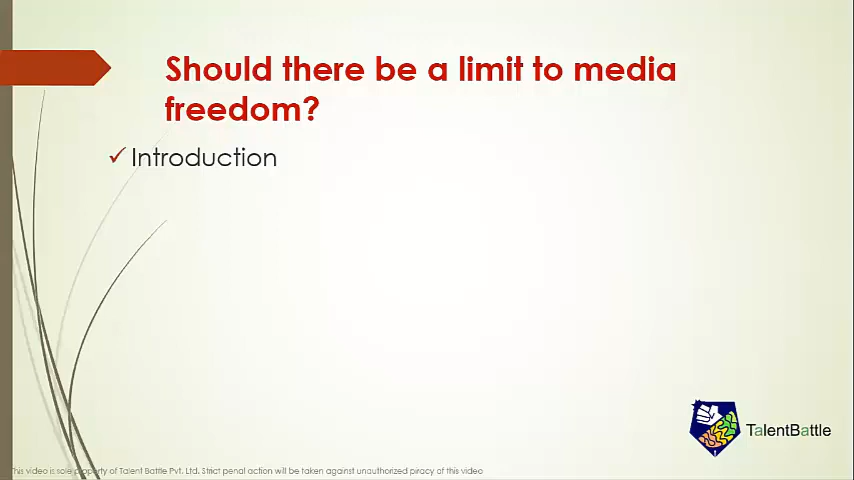 Should there be a limit to media
freedom?
✓Introduction
TalentBattle
This video is sole property of Talent Battle Pvt. Ltd. Strict penal action will be taken against unauthorized piracy of this video